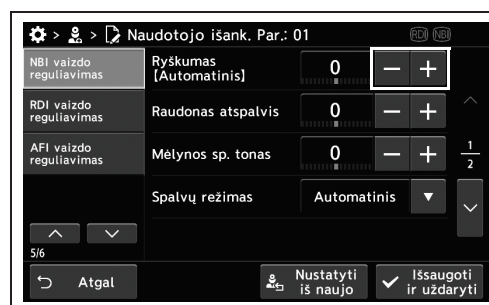 > > Naudotojo išank. Par.: 01 RDI NBI
NBI vaizdo
reguliavimas
Ryškumas
[Automatinis]
0 − +
RDI vaizdo
reguliavimas
Raudonas atspalvis 0 − +
AFI vaizdo
reguliavimas
Mėlynos sp. tonas 0 − +
1
2
Spalvų režimas Automatinis
5/6
Atgal
Nustatyti
iš naujo
Išsaugoti
ir uždaryti